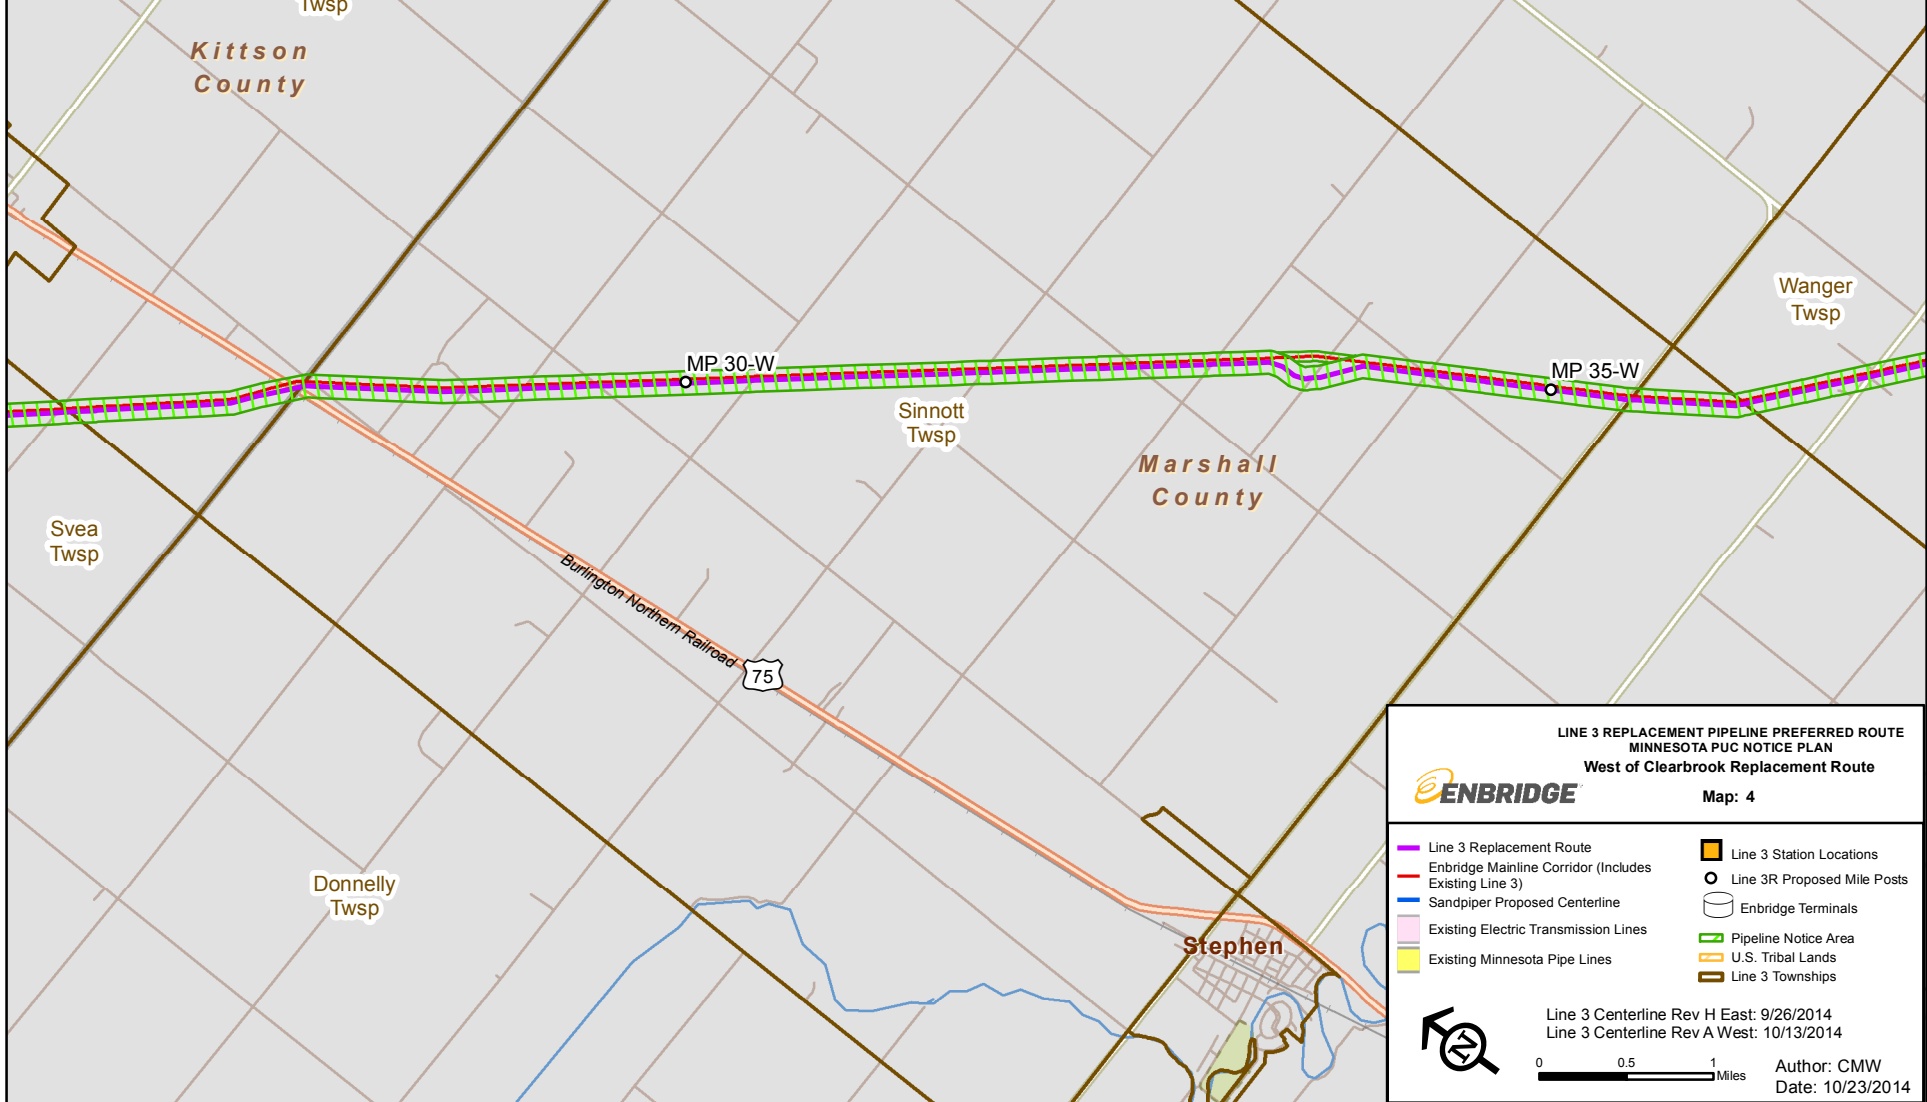 Twsp
Kittson
County
Wanger
Twsp
MP 30-W
MP 35-W
Sinnott
Twsp
Marshall
County
Svea
Twsp
Burlington Northern Railroad
75
Donnelly
Twsp
Stephen
LINE 3 REPLACEMENT PIPELINE PREFERRED ROUTE
MINNESOTA PUC NOTICE PLAN
West of Clearbrook Replacement Route
ENBRIDGE
Map: 4
Line 3 Replacement Route
Enbridge Mainline Corridor (Includes
Existing Line 3)
Sandpiper Proposed Centerline
Existing Electric Transmission Lines
Existing Minnesota Pipe Lines
Line 3 Station Locations
Line 3R Proposed Mile Posts
Enbridge Terminals
Pipeline Notice Area
U.S. Tribal Lands
Line 3 Townships
N
Line 3 Centerline Rev H East: 9/26/2014
Line 3 Centerline Rev A West: 10/13/2014
0 0.5 1
Miles
Author: CMW
Date: 10/23/2014